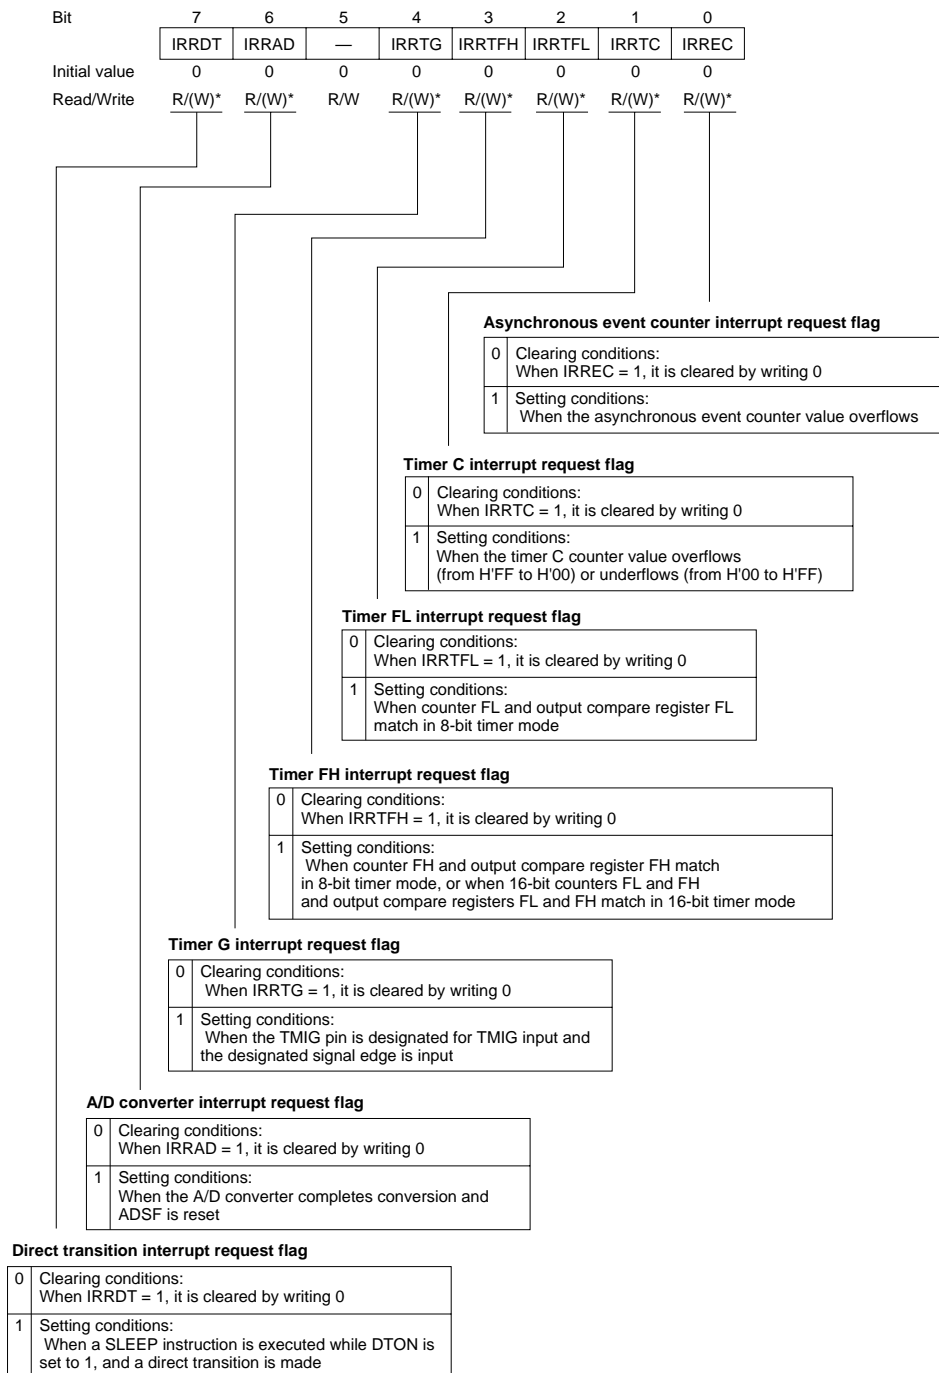 Bit 7 6 5 4 3 2 1 0
IRRDT IRRAD — IRRTG IRRTFH IRRTFL IRRTC IRREC
Initial value 0 0 0 0 0 0 0 0
Read/Write R/(W)* R/(W)* R/W R/(W)* R/(W)* R/(W)* R/(W)* R/(W)*
Asynchronous event counter interrupt request flag
0 Clearing conditions:
When IRREC = 1, it is cleared by writing 0
1 Setting conditions:
When the asynchronous event counter value overflows
Timer C interrupt request flag
0 Clearing conditions:
When IRRTC = 1, it is cleared by writing 0
1 Setting conditions:
When the timer C counter value overflows
(from H'FF to H'00) or underflows (from H'00 to H'FF)
Timer FL interrupt request flag
0 Clearing conditions:
When IRRTFL = 1, it is cleared by writing 0
1 Setting conditions:
When counter FL and output compare register FL
match in 8-bit timer mode
Timer FH interrupt request flag
0 Clearing conditions:
When IRRTFH = 1, it is cleared by writing 0
1 Setting conditions:
When counter FH and output compare register FH match
in 8-bit timer mode, or when 16-bit counters FL and FH
and output compare registers FL and FH match in 16-bit timer mode
Timer G interrupt request flag
0 Clearing conditions:
When IRRTG = 1, it is cleared by writing 0
1 Setting conditions:
When the TMIG pin is designated for TMIG input and
the designated signal edge is input
A/D converter interrupt request flag
0 Clearing conditions:
When IRRAD = 1, it is cleared by writing 0
1 Setting conditions:
When the A/D converter completes conversion and
ADSF is reset
Direct transition interrupt request flag
0 Clearing conditions:
When IRRDT = 1, it is cleared by writing 0
1 Setting conditions:
When a SLEEP instruction is executed while DTON is
set to 1, and a direct transition is made